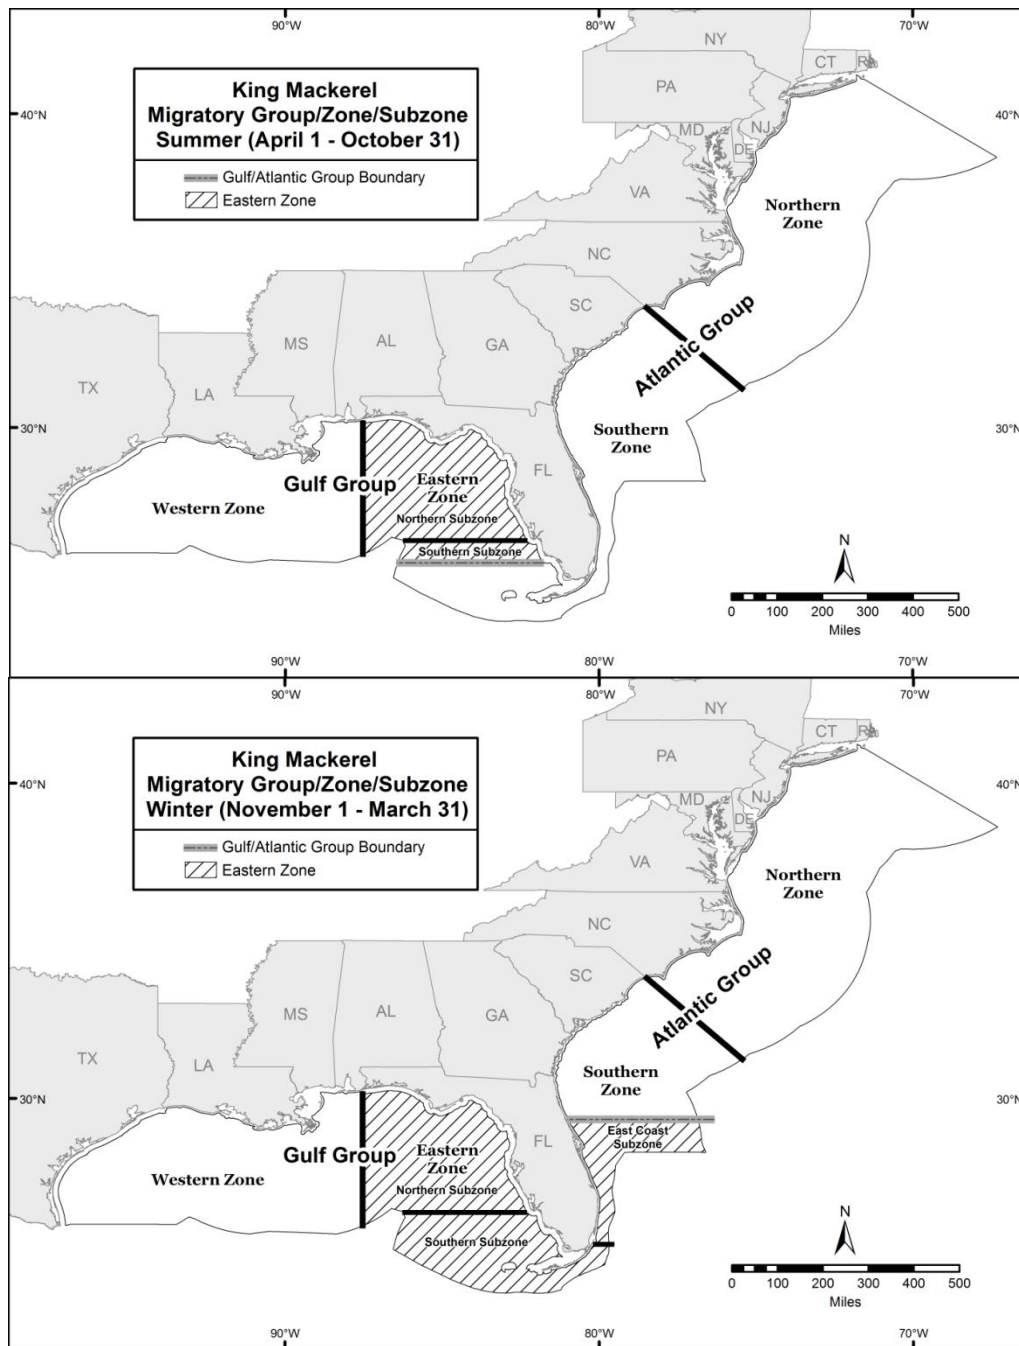 90°W
80°W
70°W
NY
CT
RI
King Mackerel
Migratory Group/Zone/Subzone
Summer (April 1 - October 31)
Gulf/Atlantic Group Boundary
Eastern Zone
PA
40°N
40°N
MD
NJ
DE
VA
Northern
Zone
NC
SC
Atlantic Group
MS
AL
GA
TX
LA
30°N
Southern
Zone
30°N
FL
Gulf Group
Eastern
Zone
Western Zone
Northern Subzone
Southern Subzone
N
0 100 200 300 400 500
Miles
90°W
80°W
70°W
90°W
80°W
70°W
NY
CT
RI
King Mackerel
Migratory Group/Zone/Subzone
Winter (November 1 - March 31)
Gulf/Atlantic Group Boundary
Eastern Zone
PA
40°N
40°N
MD
NJ
DE
VA
Northern
Zone
NC
SC
Atlantic Group
MS
AL
GA
TX
LA
Southern
Zone
30°N
30°N
East Coast
Subzone
FL
Gulf Group
Eastern
Zone
Western Zone
Northern Subzone
Southern Subzone
N
0 100 200 300 400 500
Miles
90°W
80°W
70°W